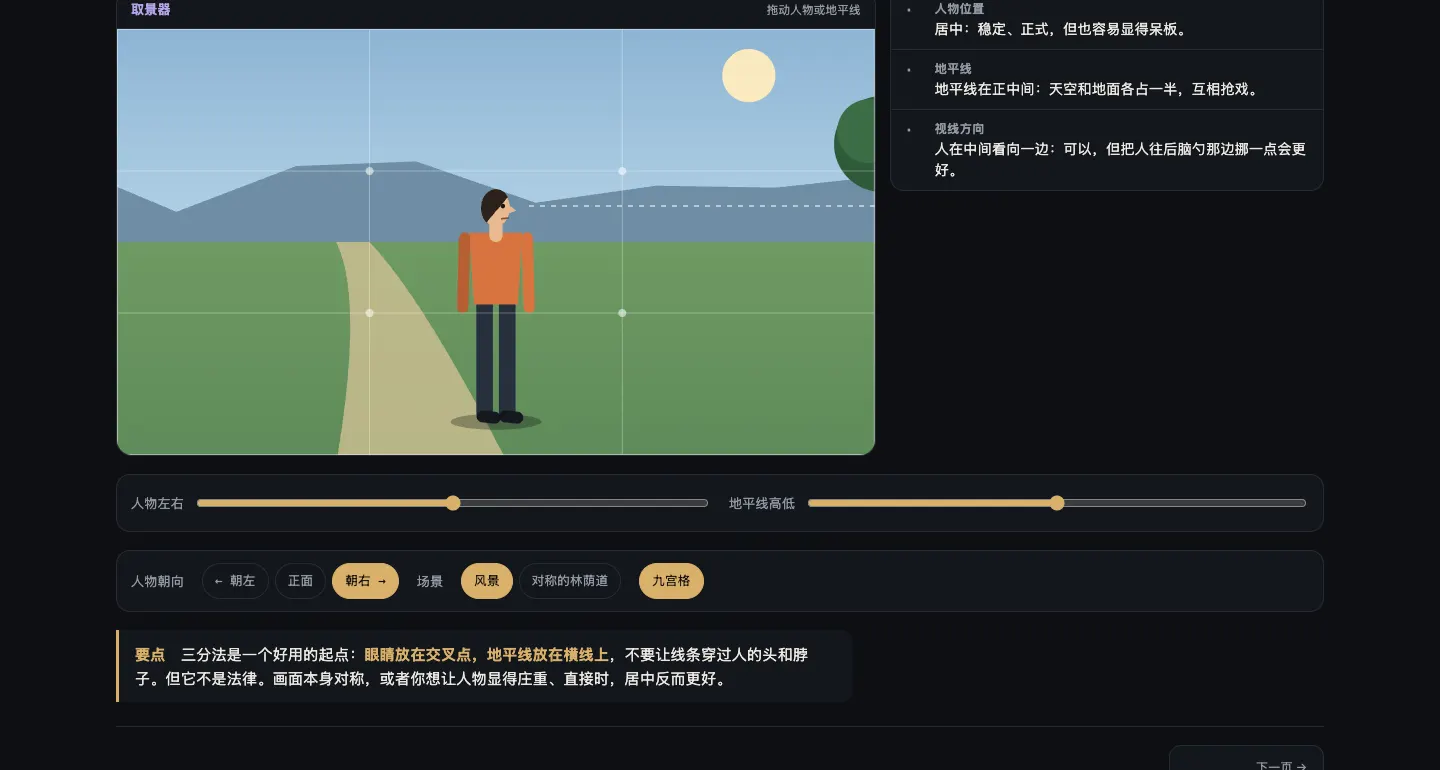 取景器
拖动人物或地平线
人物位置
居中：稳定、正式，但也容易显得呆板。
地平线
地平线在正中间：天空和地面各占一半，互相抢戏。
视线方向
人在中间看向一边：可以，但把人往后脑勺那边挪一点会更
好。
人物左右
地平线高低
人物朝向 ← 朝左 正面 朝右 → 场景 风景 对称的林荫道 九宫格
要点 三分法是一个好用的起点：眼睛放在交叉点，地平线放在横线上，不要让线条穿过人的头和脖
子。但它不是法律。画面本身对称，或者你想让人物显得庄重、直接时，居中反而更好。
下一页 →